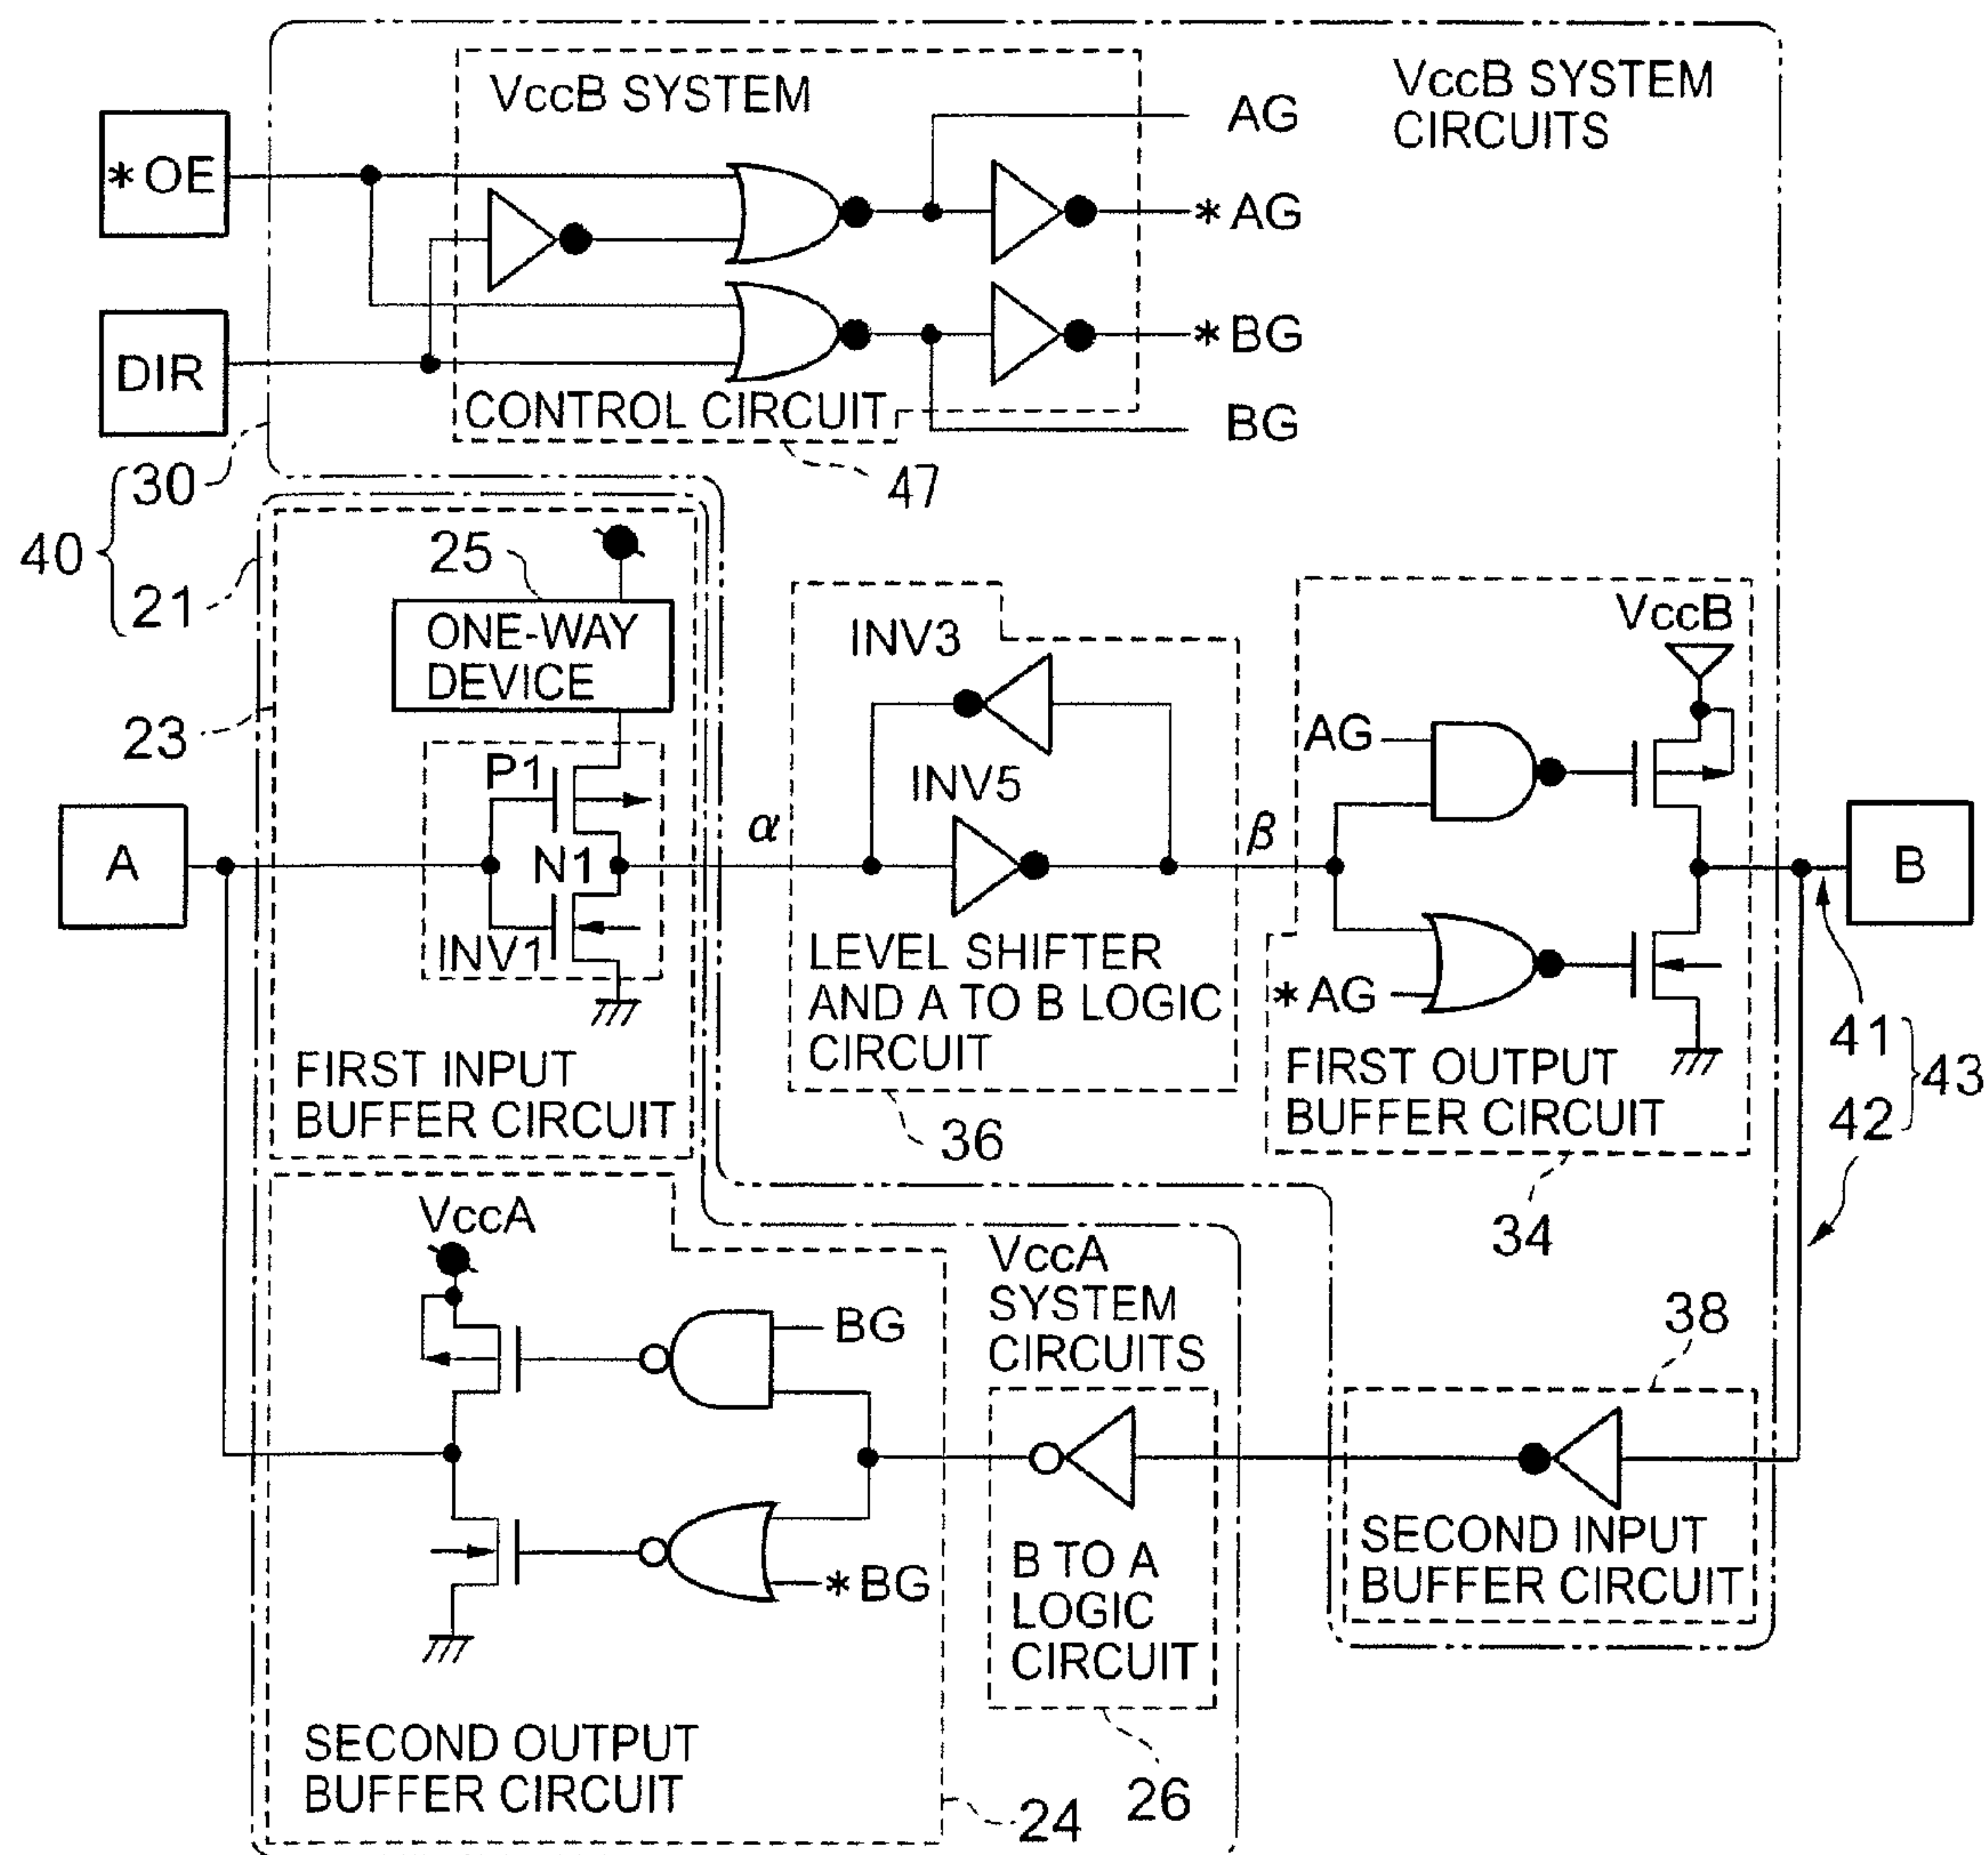 VccB SYSTEM
VccB SYSTEM
CIRCUITS
AG
*OE
*AG
*BG
DIR
CONTROL CIRCUIT
BG
30
47
40
21
25
ONE-WAY
DEVICE
VccB
INV3
23
P1
AG
INV5
α
β
A
N1
B
INV1
LEVEL SHIFTER
AND A TO B LOGIC
CIRCUIT
*AG
41
43
42
FIRST INPUT
BUFFER CIRCUIT
FIRST OUTPUT
BUFFER CIRCUIT
36
34
VccA
VccA
SYSTEM
CIRCUITS
38
BG
SECOND INPUT
BUFFER CIRCUIT
B TO A
LOGIC
CIRCUIT
*BG
SECOND OUTPUT
BUFFER CIRCUIT
26
24